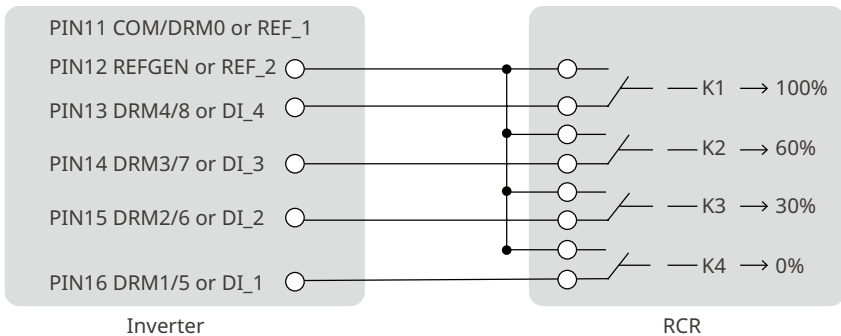 PIN11 COM/DRM0 or REF_1
PIN12 REFGEN or REF_2
PIN13 DRM4/8 or DI_4
K1 → 100%
PIN14 DRM3/7 or DI_3
K2 → 60%
PIN15 DRM2/6 or DI_2
K3 → 30%
PIN16 DRM1/5 or DI_1
K4 → 0%
Inverter
RCR